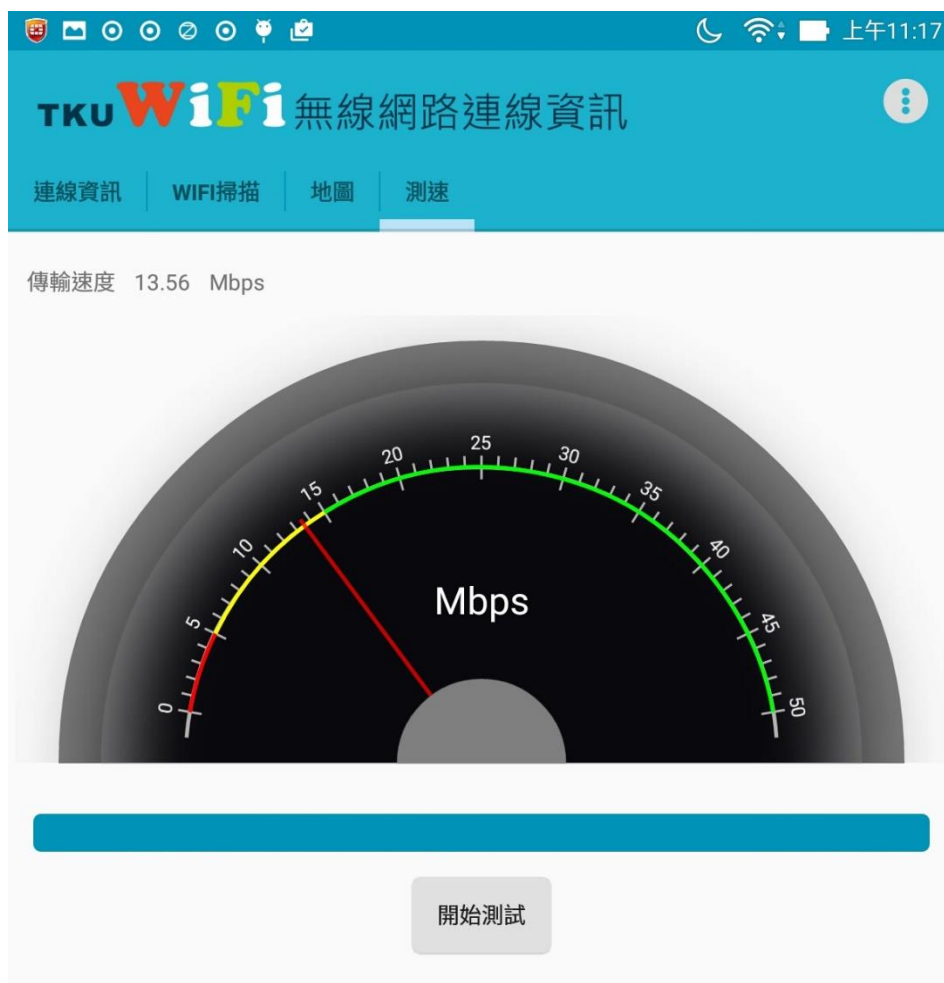 上午11:17
TKU WiFi 無線網路連線資訊
連線資訊 WIFI掃描 地圖 測速
傳輸速度 13.56 Mbps
0 5 10 15 20 25 30 35 40 45 50
Mbps
開始測試